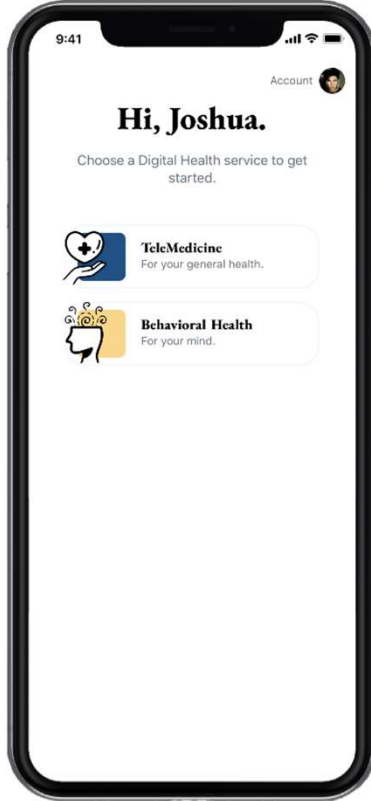 9:41
Account
Hi, Joshua.
Choose a Digital Health service to get
started.
TeleMedicine
For your general health.
Behavioral Health
For your mind.